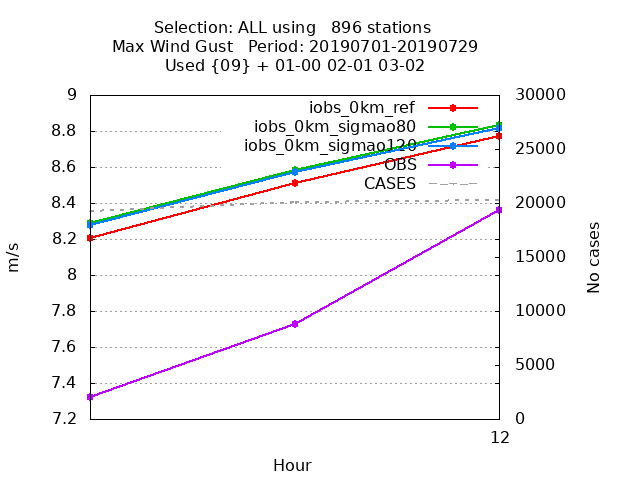 Selection: ALL using   896 stations
Max Wind Gust   Period: 20190701-20190729
Used {09} + 01-00 02-01 03-02
9
8.8
8.6
8.4
8.2
8
7.8
7.6
7.4
7.2
m/s
iobs_0km_ref
iobs_0km_sigmao80
iobs_0km_sigmao120
OBS
CASES
30000
25000
20000
15000
10000
5000
0
No cases
12
Hour